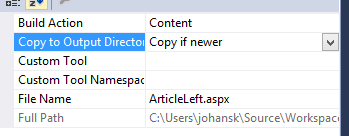 Build Action Content
Copy to Output Director Copy if newer
Custom Tool
Custom Tool Namespac
File Name ArticleLeft.aspx
Full Path C:\Users\johansk\Source\Workspace